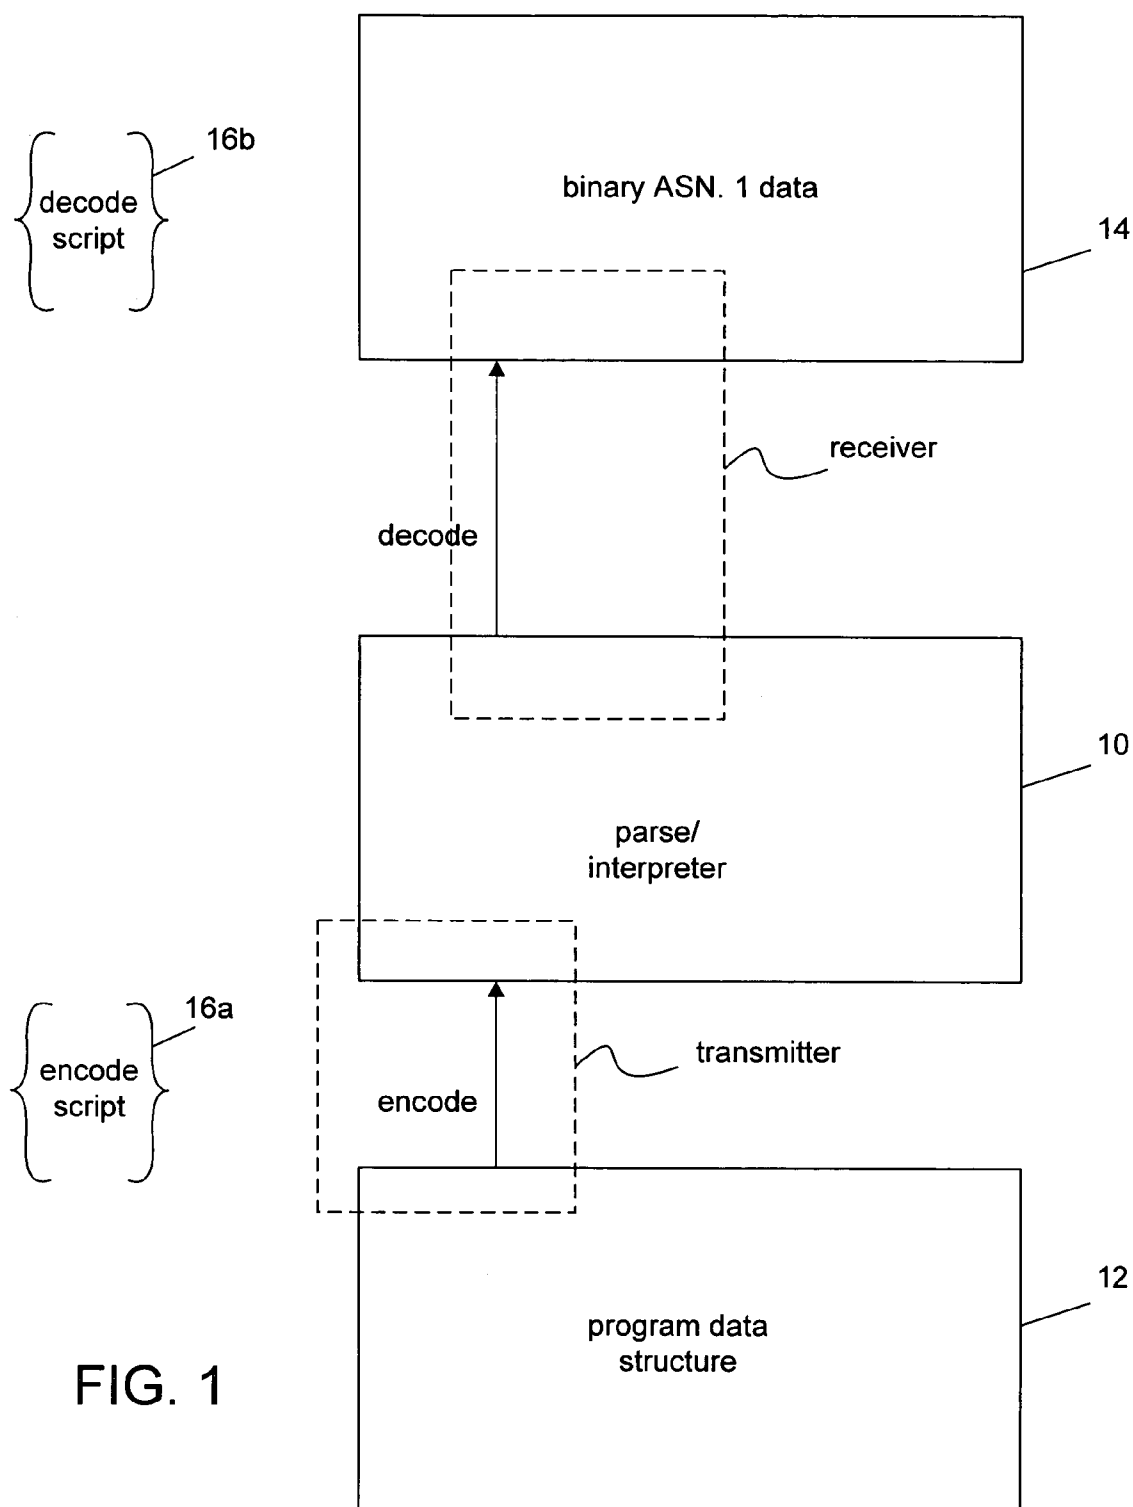 16b
decode
script
binary ASN. 1 data
14
receiver
decode
10
parse/
interpreter
16a
encode
script
transmitter
encode
12
program data
structure
FIG. 1